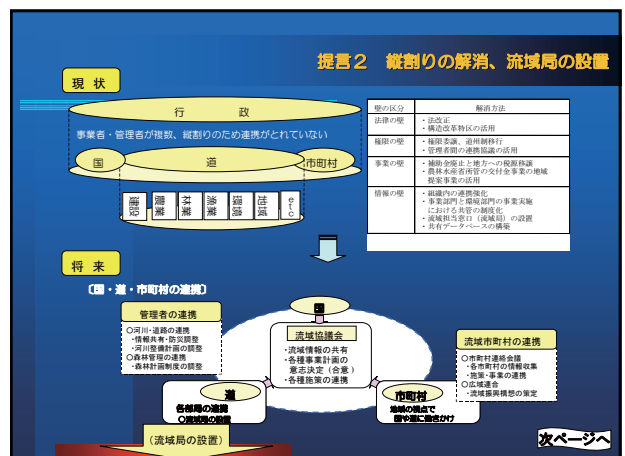 提言2 縦割りの解消、流域局の設置
現 状
行 政
事業者・管理者が複数、縦割りのため連携がとれていない
国
道
市町村
建設
農業
林業
漁業
環境
地域
etc
壁の区分 解消方法
法律の壁 ・法改正
・構造改革特区の活用
権限の壁 ・権限委譲、道州制移行
・管理者間の連携協議の活用
事業の壁 ・補助金廃止と地方への税源移譲
・農林水産省所管の交付金事業の地域
提案事業の活用
情報の壁 ・組織内の連携強化
・事業部門と環境部門の事業実施
における共管の制度化
・流域担当窓口（流域局）の設置
・共有データベースの構築
将 来
〔国・道・市町村の連携〕
管理者の連携
○河川・道路の連携
・情報共有・防災調整
・河川整備計画の調整
○森林管理の連携
・森林計画制度の調整
国
流域協議会
・流域情報の共有
・各種事業計画の
意志決定（合意）
・各種施策の連携
流域市町村の連携
○市町村連絡会議
・各市町村の情報収集
・施策・事業の連携
○広域連合
・流域振興構想の策定
道
各部局の連携
○流域局の設置
市町村
地域の視点で
国や道に働きかけ
（流域局の設置）
次ページへ